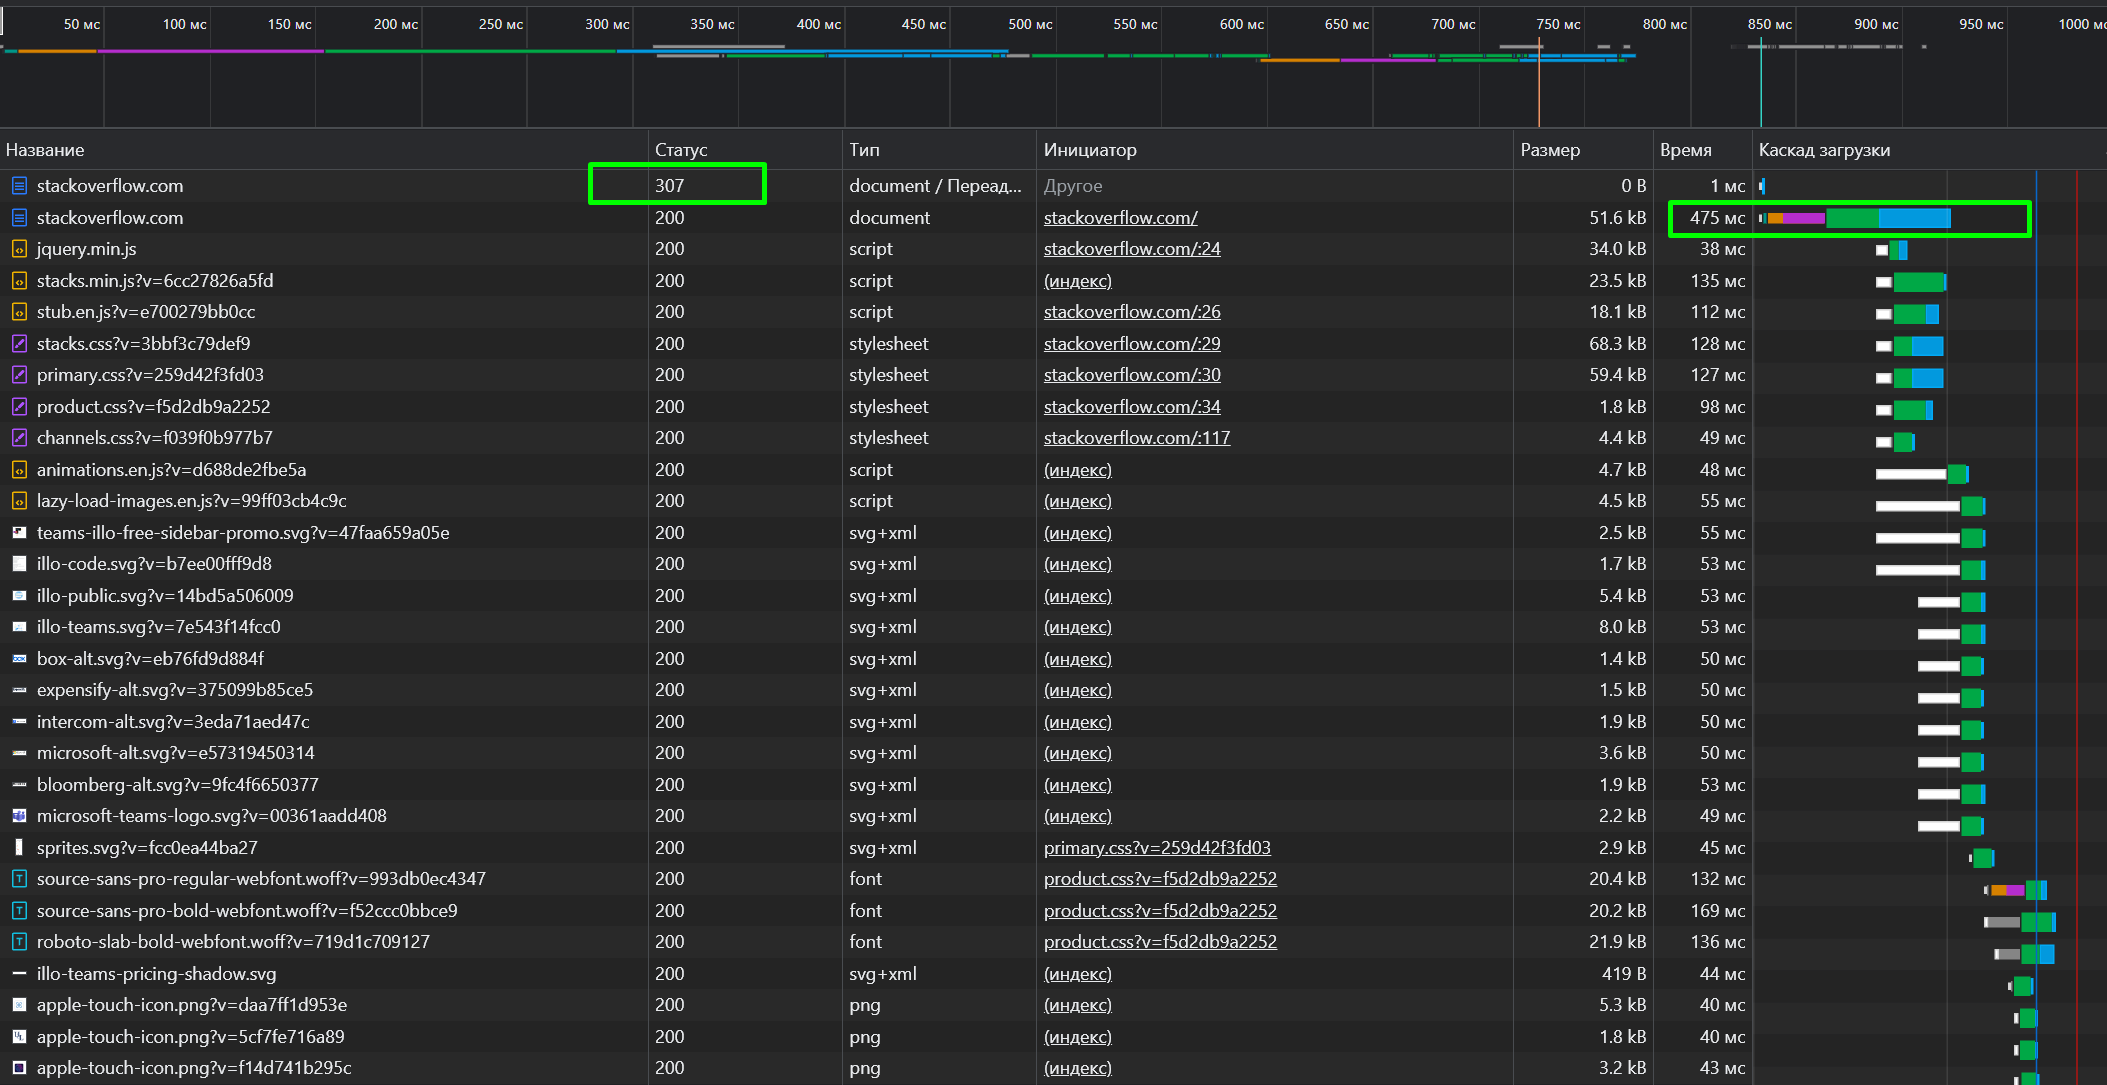 50 мс 100 мс 150 мс 200 мс 250 мс 300 мс 350 мс 400 мс 450 мс 500 мс 550 мс 600 мс 650 мс 700 мс 750 мс 800 мс 850 мс 900 мс 950 мс 1000 мс
Название Статус Тип Инициатор Размер Время Каскад загрузки
stackoverflow.com 307 document / Переад... Другое 0 B 1 мс
stackoverflow.com 200 document stackoverflow.com/ 51.6 kB 475 мс
jquery.min.js 200 script stackoverflow.com/:24 34.0 kB 38 мс
stacks.min.js?v=6cc27826a5fd 200 script (индекс) 23.5 kB 135 мс
stub.en.js?v=e700279bb0cc 200 script stackoverflow.com/:26 18.1 kB 112 мс
stacks.css?v=3bbf3c79def9 200 stylesheet stackoverflow.com/:29 68.3 kB 128 мс
primary.css?v=259d42f3fd03 200 stylesheet stackoverflow.com/:30 59.4 kB 127 мс
product.css?v=f5d2db9a2252 200 stylesheet stackoverflow.com/:34 1.8 kB 98 мс
channels.css?v=f039f0b977b7 200 stylesheet stackoverflow.com/:117 4.4 kB 49 мс
animations.en.js?v=d688de2fbe5a 200 script (индекс) 4.7 kB 48 мс
lazy-load-images.en.js?v=99ff03cb4c9c 200 script (индекс) 4.5 kB 55 мс
teams-illo-free-sidebar-promo.svg?v=47faa659a05e 200 svg+xml (индекс) 2.5 kB 55 мс
illo-code.svg?v=b7ee00fff9d8 200 svg+xml (индекс) 1.7 kB 53 мс
illo-public.svg?v=14bd5a506009 200 svg+xml (индекс) 5.4 kB 53 мс
illo-teams.svg?v=7e543f14fcc0 200 svg+xml (индекс) 8.0 kB 53 мс
box-alt.svg?v=eb76fd9d884f 200 svg+xml (индекс) 1.4 kB 50 мс
expensify-alt.svg?v=375099b85ce5 200 svg+xml (индекс) 1.5 kB 50 мс
intercom-alt.svg?v=3eda71aed47c 200 svg+xml (индекс) 1.9 kB 50 мс
microsoft-alt.svg?v=e57319450314 200 svg+xml (индекс) 3.6 kB 50 мс
bloomberg-alt.svg?v=9fc4f6650377 200 svg+xml (индекс) 1.9 kB 53 мс
microsoft-teams-logo.svg?v=00361aadd408 200 svg+xml (индекс) 2.2 kB 49 мс
sprites.svg?v=fcc0ea44ba27 200 svg+xml primary.css?v=259d42f3fd03 2.9 kB 45 мс
source-sans-pro-regular-webfont.woff?v=993db0ec4347 200 font product.css?v=f5d2db9a2252 20.4 kB 132 мс
source-sans-pro-bold-webfont.woff?v=f52ccc0bbce9 200 font product.css?v=f5d2db9a2252 20.2 kB 169 мс
roboto-slab-bold-webfont.woff?v=719d1c709127 200 font product.css?v=f5d2db9a2252 21.9 kB 136 мс
illo-teams-pricing-shadow.svg 200 svg+xml (индекс) 419 B 44 мс
apple-touch-icon.png?v=daa7ff1d953e 200 png (индекс) 5.3 kB 40 мс
apple-touch-icon.png?v=5cf7fe716a89 200 png (индекс) 1.8 kB 40 мс
apple-touch-icon.png?v=f14d741b295c 200 png (индекс) 3.2 kB 43 мс